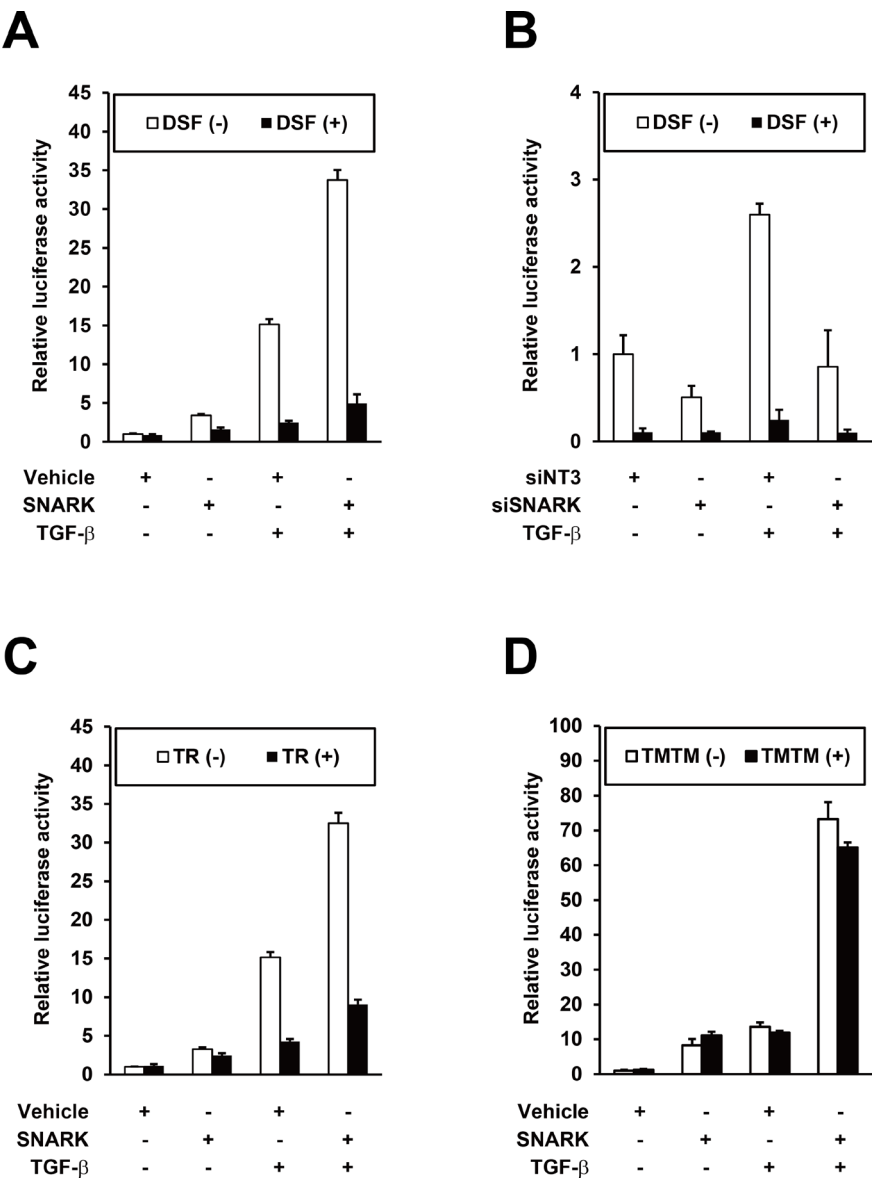 A
Relative luciferase activity
45
40
35
30
25
20
15
10
5
0
DSF (-) DSF (+)
Vehicle + - + -
SNARK - + - +
TGF-β - - + +
B
Relative luciferase activity
4
3
2
1
0
DSF (-) DSF (+)
siNT3 + - + -
siSNARK - + - +
TGF-β - - + +
C
Relative luciferase activity
45
40
35
30
25
20
15
10
5
0
TR (-) TR (+)
Vehicle + - + -
SNARK - + - +
TGF-β - - + +
D
Relative luciferase activity
100
90
80
70
60
50
40
30
20
10
0
TMTM (-) TMTM (+)
Vehicle + - + -
SNARK - + - +
TGF-β - - + +